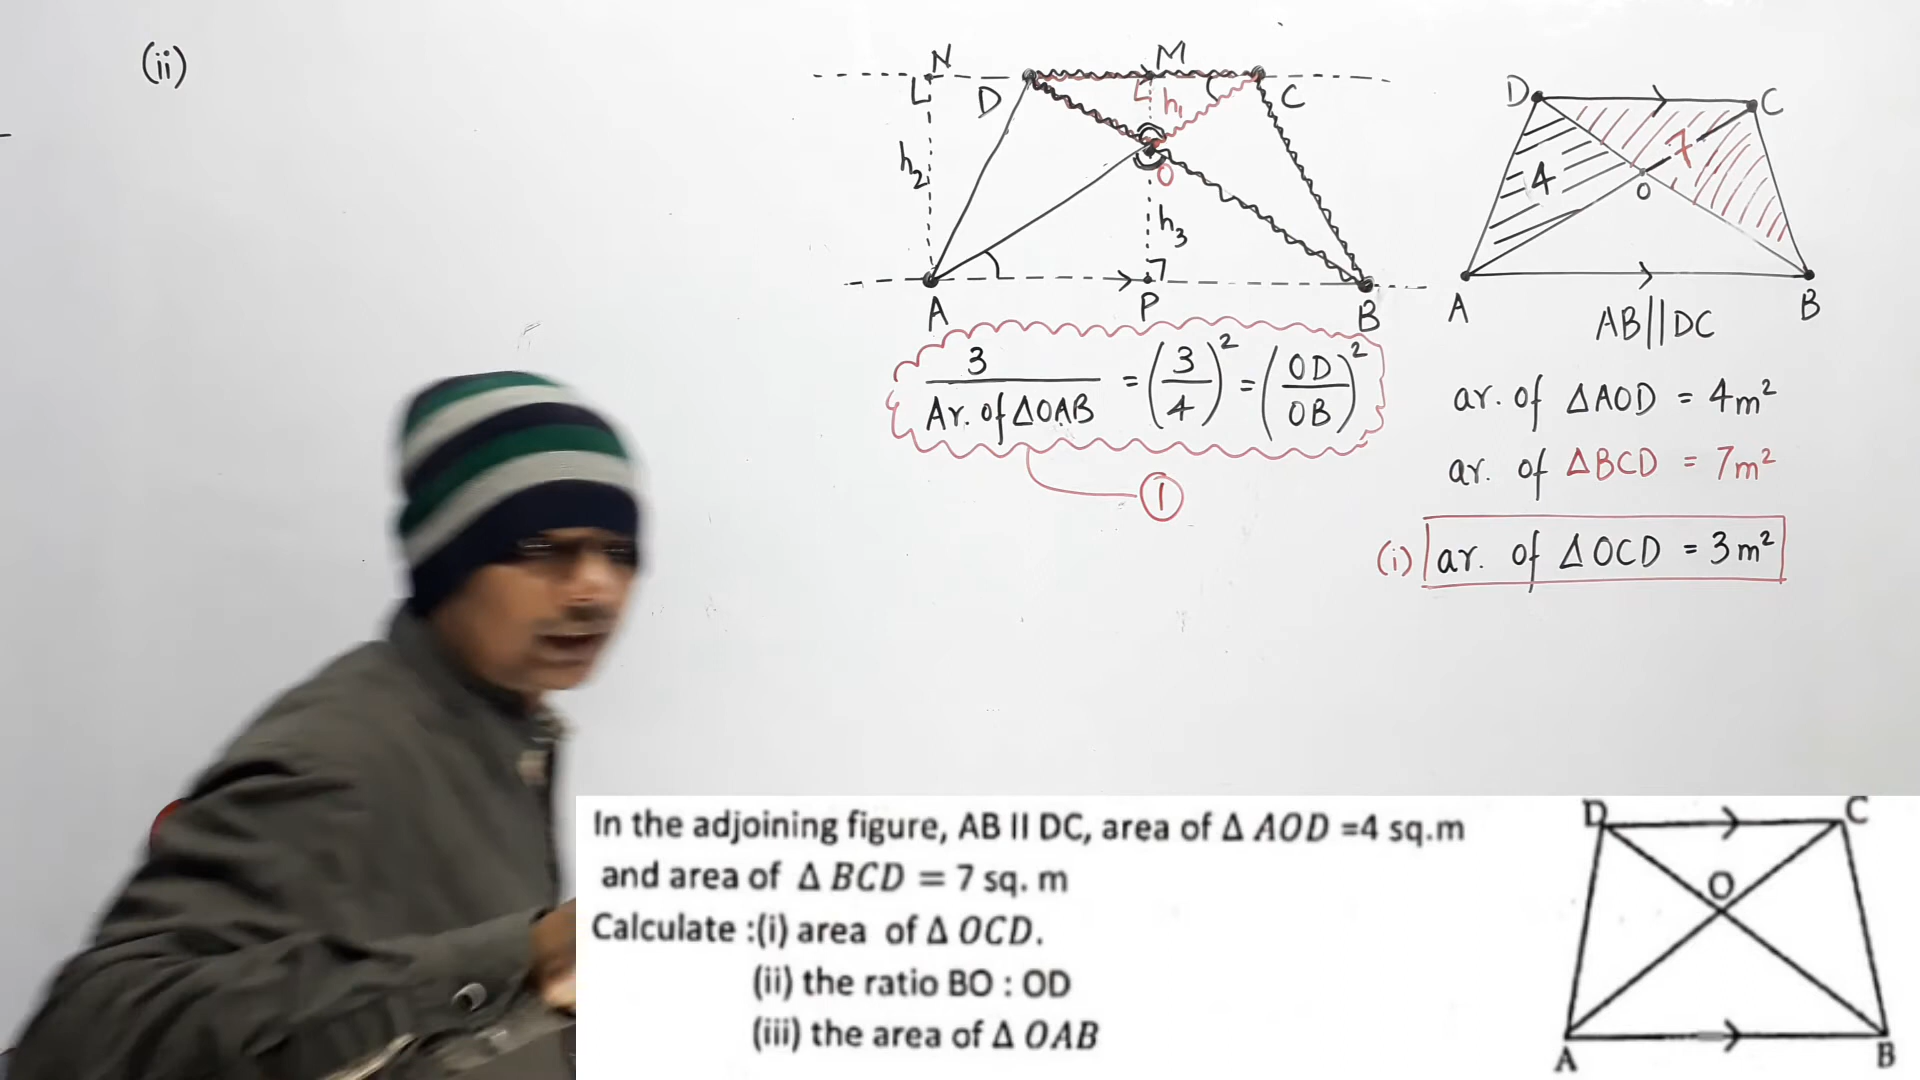 (ii)
N
M
L
D
h₁
C
h₂
O
h₃
A
P
B
3/Ar. of ΔOAB = (3/4)² = (OD/OB)²
①
D
C
4
7
O
A
B
AB||DC
ar. of ΔAOD = 4m²
ar. of ΔBCD = 7m²
(i) ar. of ΔOCD = 3m²
In the adjoining figure, AB II DC, area of Δ AOD =4 sq.m
and area of Δ BCD = 7 sq. m
Calculate :(i) area of Δ OCD.
(ii) the ratio BO : OD
(iii) the area of Δ OAB
D
C
O
A
B